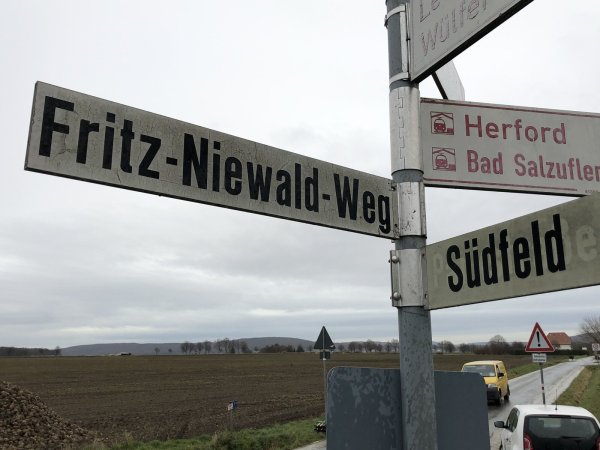 Fritz-Niewald-Weg
Herford
Bad Salzuflen
Südfeld